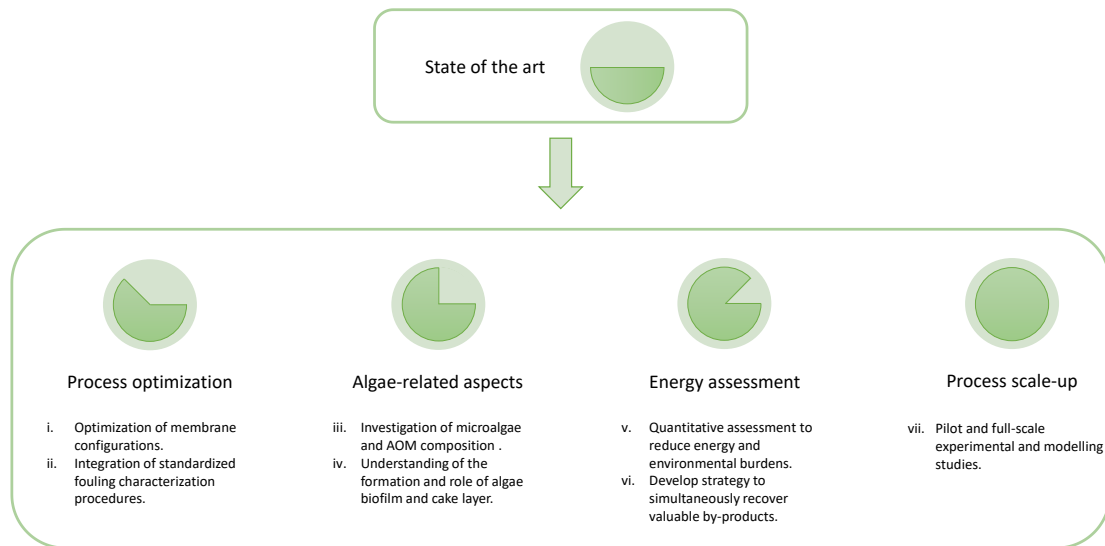 State of the art
Process optimization
i. Optimization of membrane
configurations.
ii. Integration of standardized
fouling characterization
procedures.
Algae-related aspects
iii. Investigation of microalgae
and AOM composition .
iv. Understanding of the
formation and role of algae
biofilm and cake layer.
Energy assessment
v. Quantitative assessment to
reduce energy and
environmental burdens.
vi. Develop strategy to
simultaneously recover
valuable by-products.
Process scale-up
vii. Pilot and full-scale
experimental and modelling
studies.